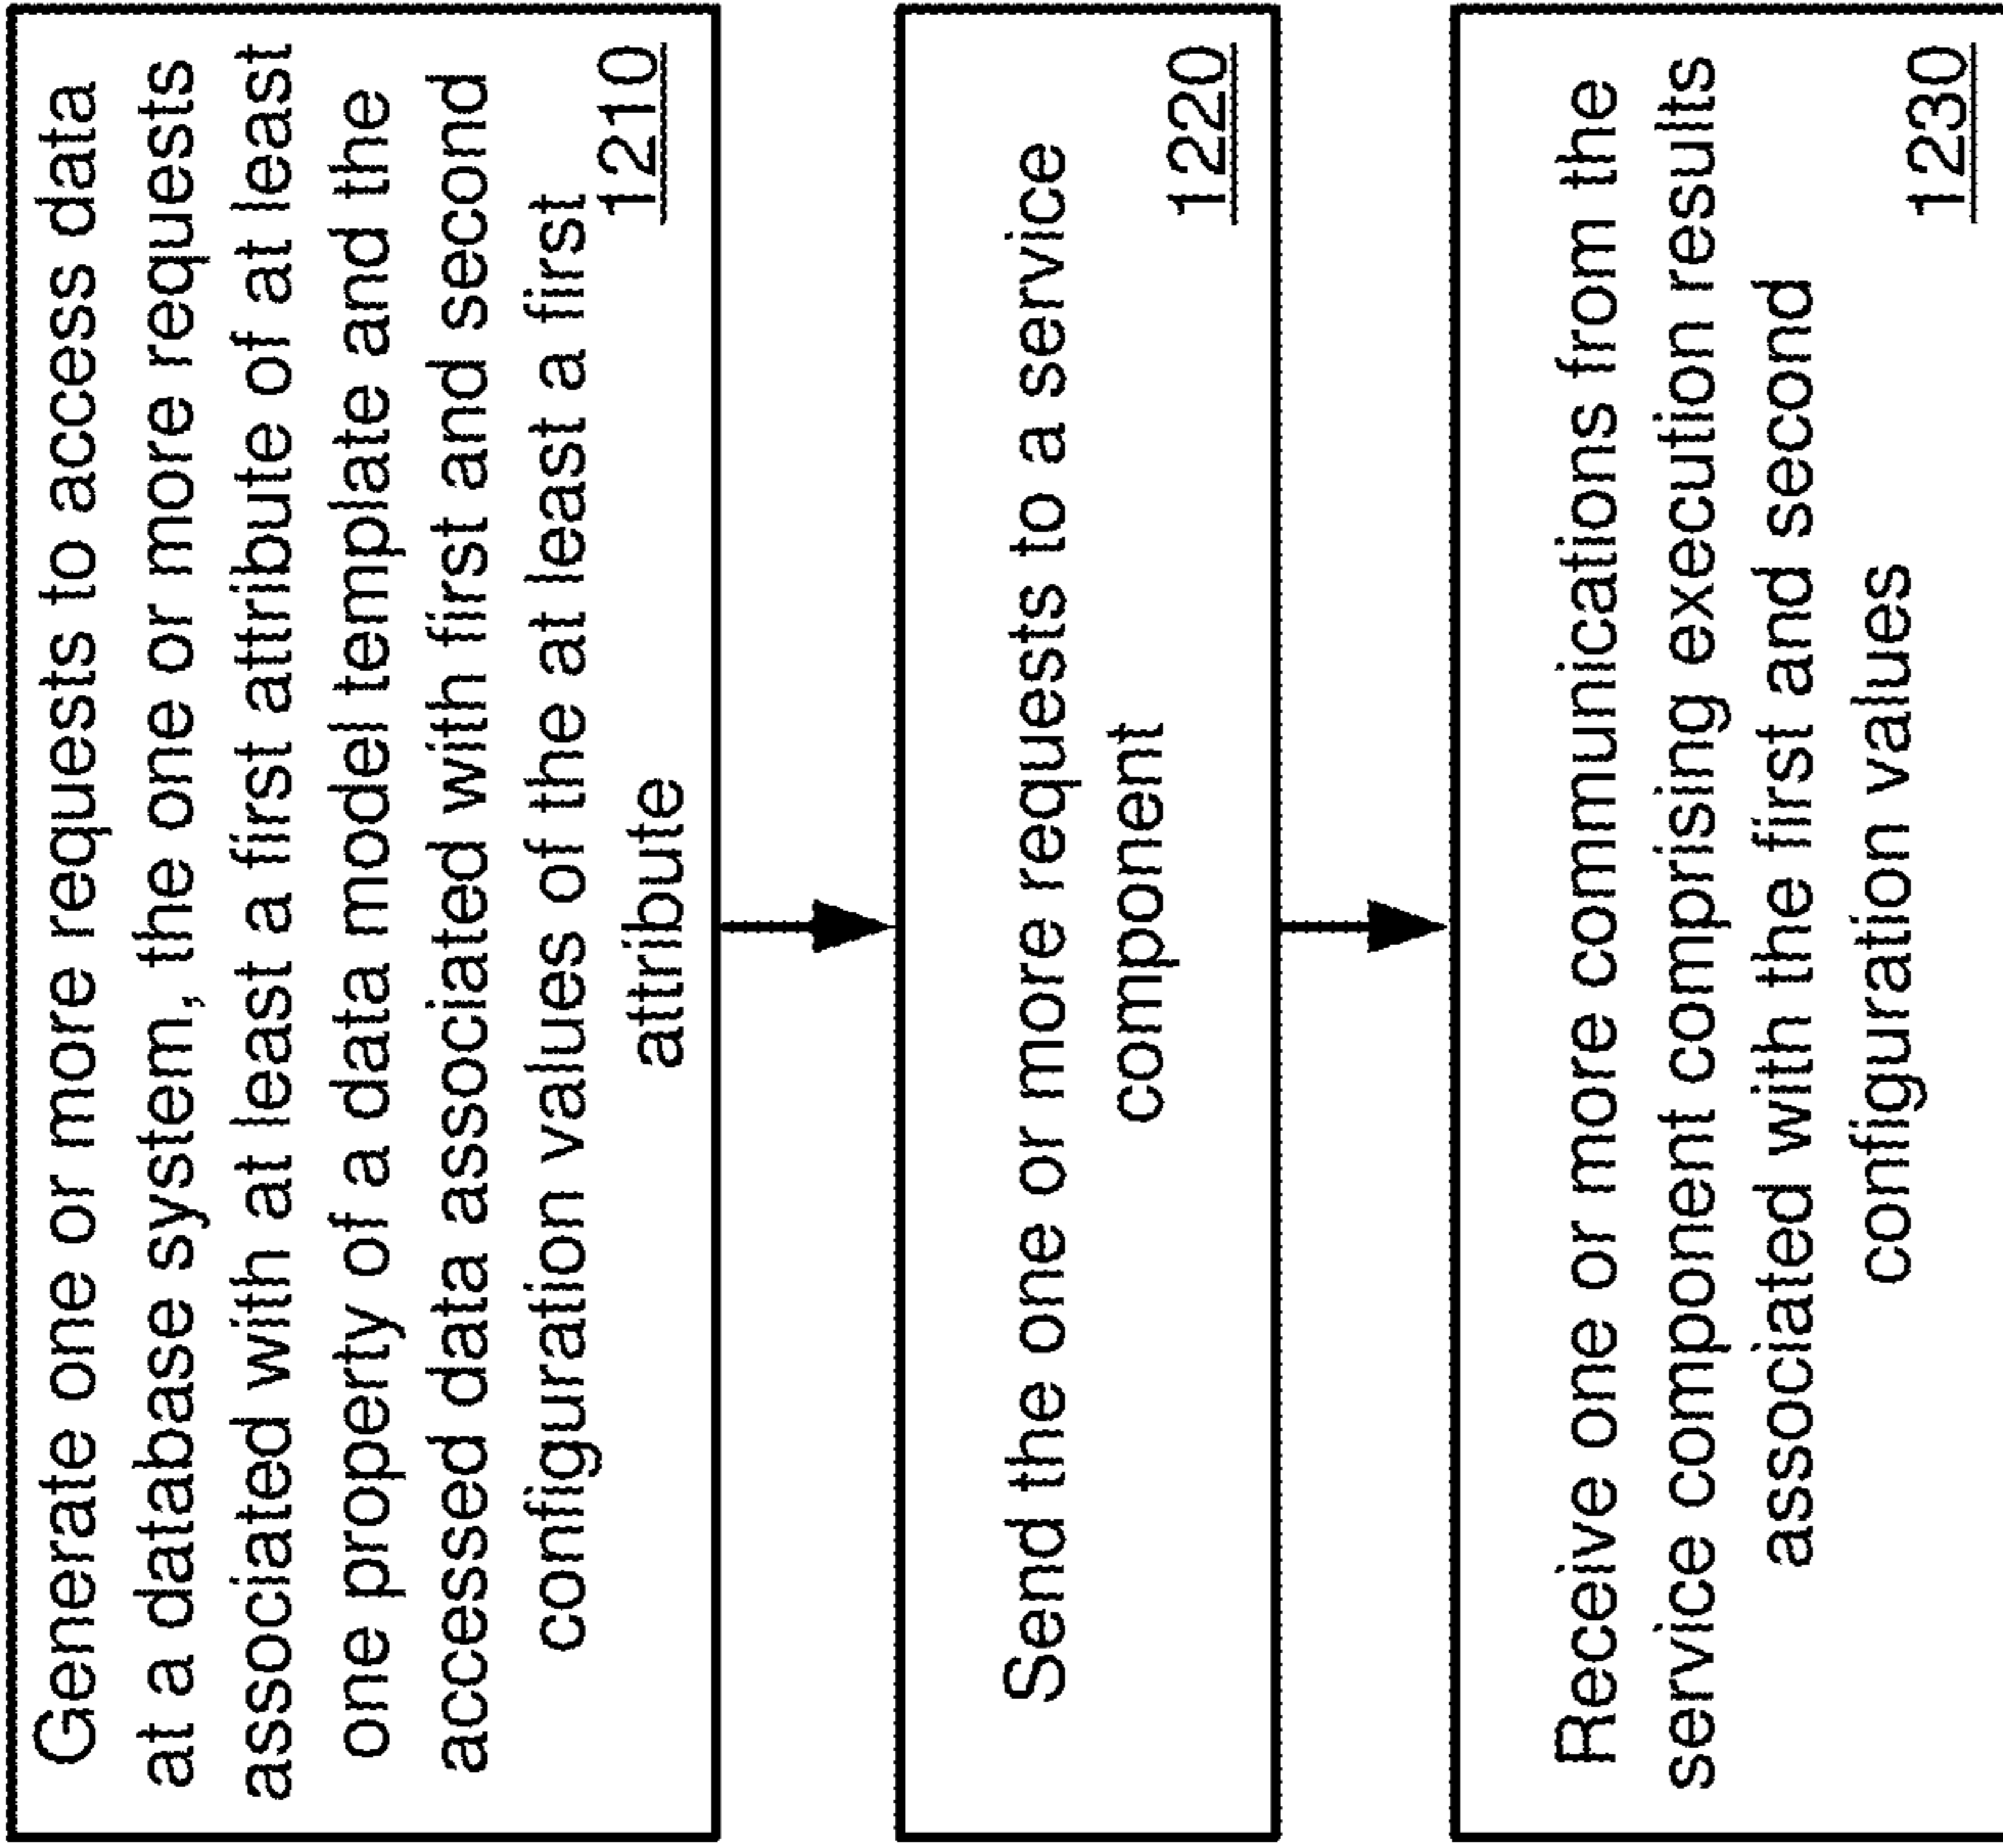 Generate one or more requests to access data
at a database system, the one or more requests
associated with at least a first attribute of at least
one property of a data model template and the
accessed data associated with first and second
configuration values of the at least a first
attribute
1210
Send the one or more requests to a service
component
1220
Receive one or more communications from the
service component comprising execution results
associated with the first and second
configuration values
1230